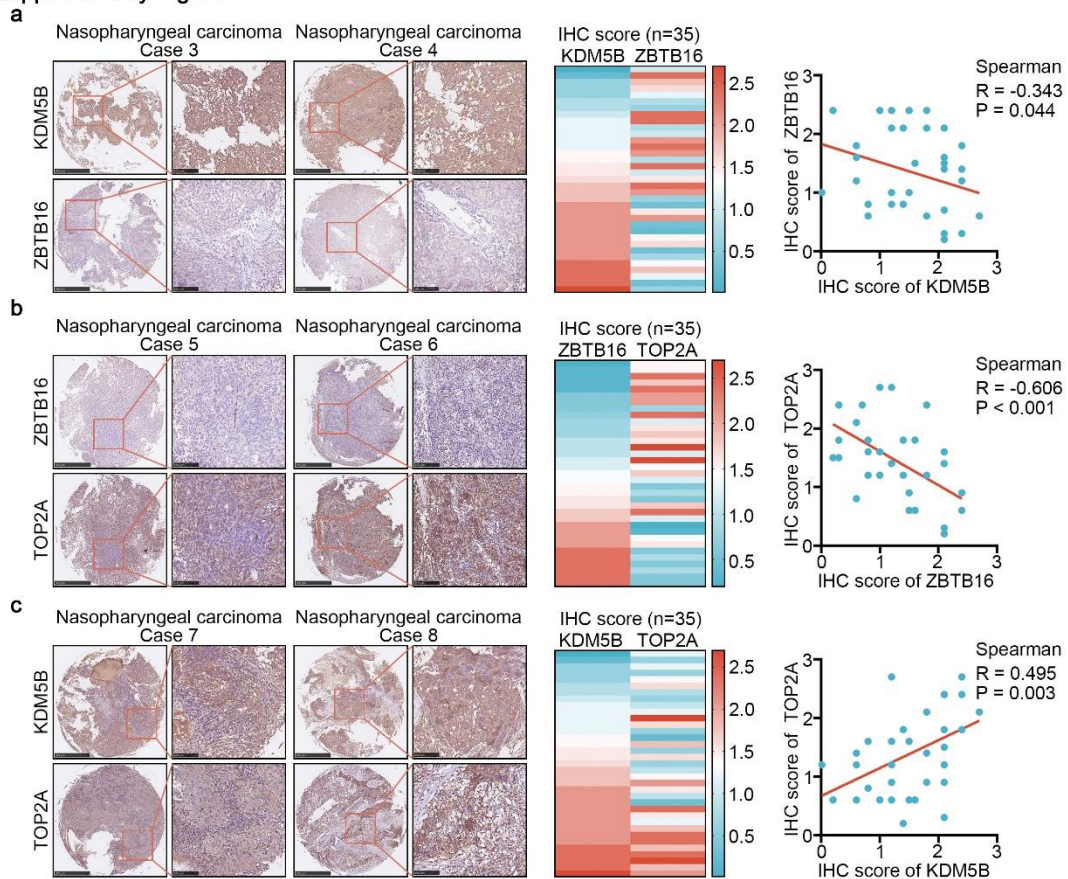 a
Nasopharyngeal carcinoma
Case 3
Nasopharyngeal carcinoma
Case 4
KDM5B
ZBTB16
IHC score (n=35)
KDM5B ZBTB16
2.5
2.0
1.5
1.0
0.5
Spearman
R = -0.343
P = 0.044
IHC score of ZBTB16
3
2
1
0
0 1 2 3
IHC score of KDM5B
b
Nasopharyngeal carcinoma
Case 5
Nasopharyngeal carcinoma
Case 6
ZBTB16
TOP2A
IHC score (n=35)
ZBTB16 TOP2A
2.5
2.0
1.5
1.0
0.5
Spearman
R = -0.606
P < 0.001
IHC score of TOP2A
3
2
1
0
0 1 2 3
IHC score of ZBTB16
c
Nasopharyngeal carcinoma
Case 7
Nasopharyngeal carcinoma
Case 8
KDM5B
TOP2A
IHC score (n=35)
KDM5B TOP2A
2.5
2.0
1.5
1.0
0.5
Spearman
R = 0.495
P = 0.003
IHC score of TOP2A
3
2
1
0
0 1 2 3
IHC score of KDM5B